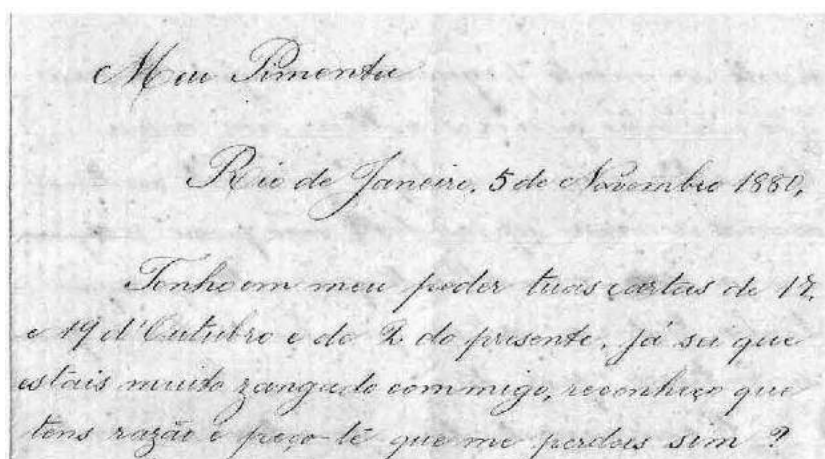 Meu Pimenta
Rio de Janeiro, 5 de Novembro 1880,
Tenho em meu poder tuas cartas de 17,
e 19 d'Outubro e do 2 do presente. Já sei que
estais muito zangado commigo, reconheço que
tens razão e peço-te que me perdois sim?